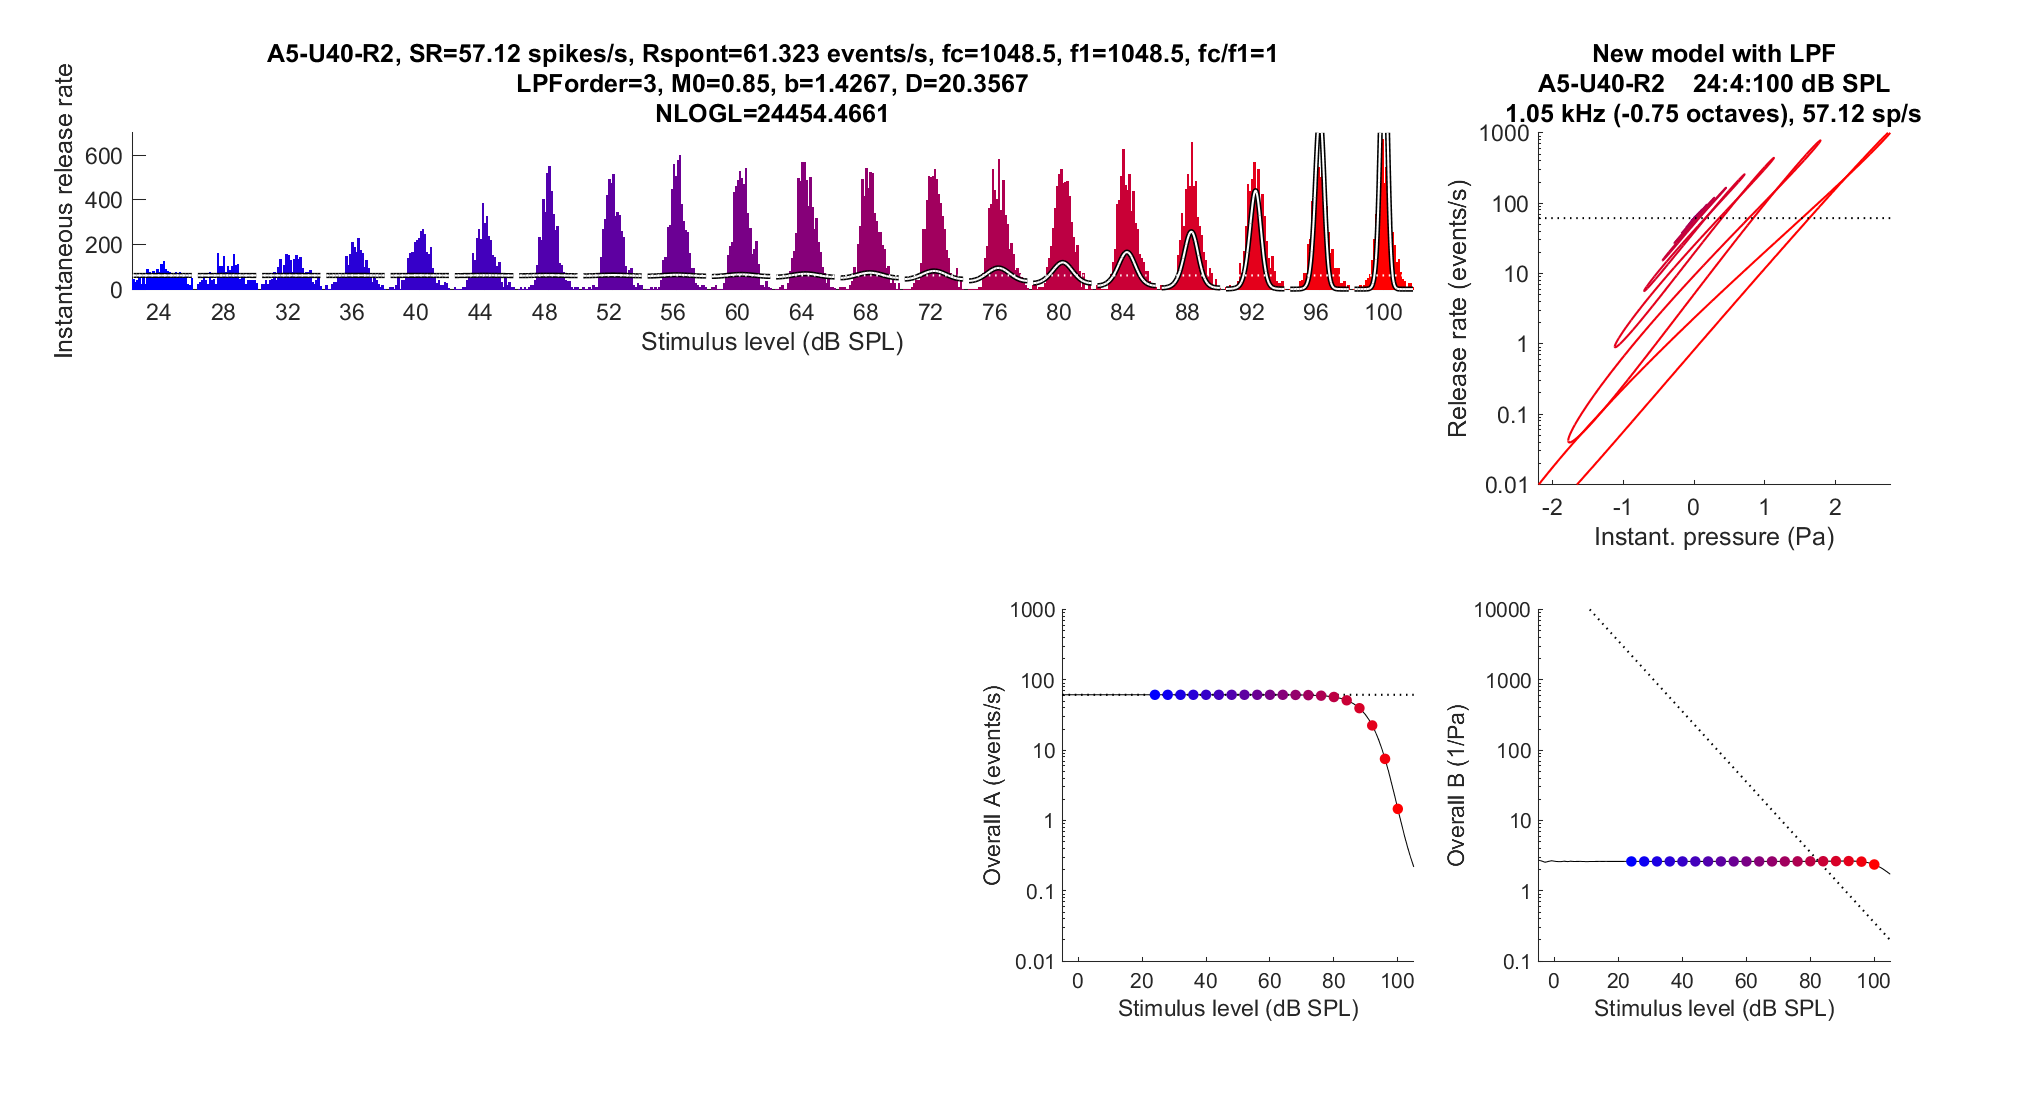 A5-U40-R2, SR=57.12 spikes/s, Rspont=61.323 events/s, fc=1048.5, f1=1048.5, fc/f1=1
LPForder=3, M0=0.85, b=1.4267, D=20.3567
NLOGL=24454.4661
Instantaneous release rate
600
400
200
0
24 28 32 36 40 44 48 52 56 60 64 68 72 76 80 84 88 92 96 100
Stimulus level (dB SPL)
New model with LPF
A5-U40-R2 24:4:100 dB SPL
1.05 kHz (-0.75 octaves), 57.12 sp/s
Release rate (events/s)
1000
100
10
1
0.1
0.01
-2 -1 0 1 2
Instant. pressure (Pa)
Overall A (events/s)
1000
100
10
1
0.1
0.01
0 20 40 60 80 100
Stimulus level (dB SPL)
Overall B (1/Pa)
10000
1000
100
10
1
0.1
0 20 40 60 80 100
Stimulus level (dB SPL)